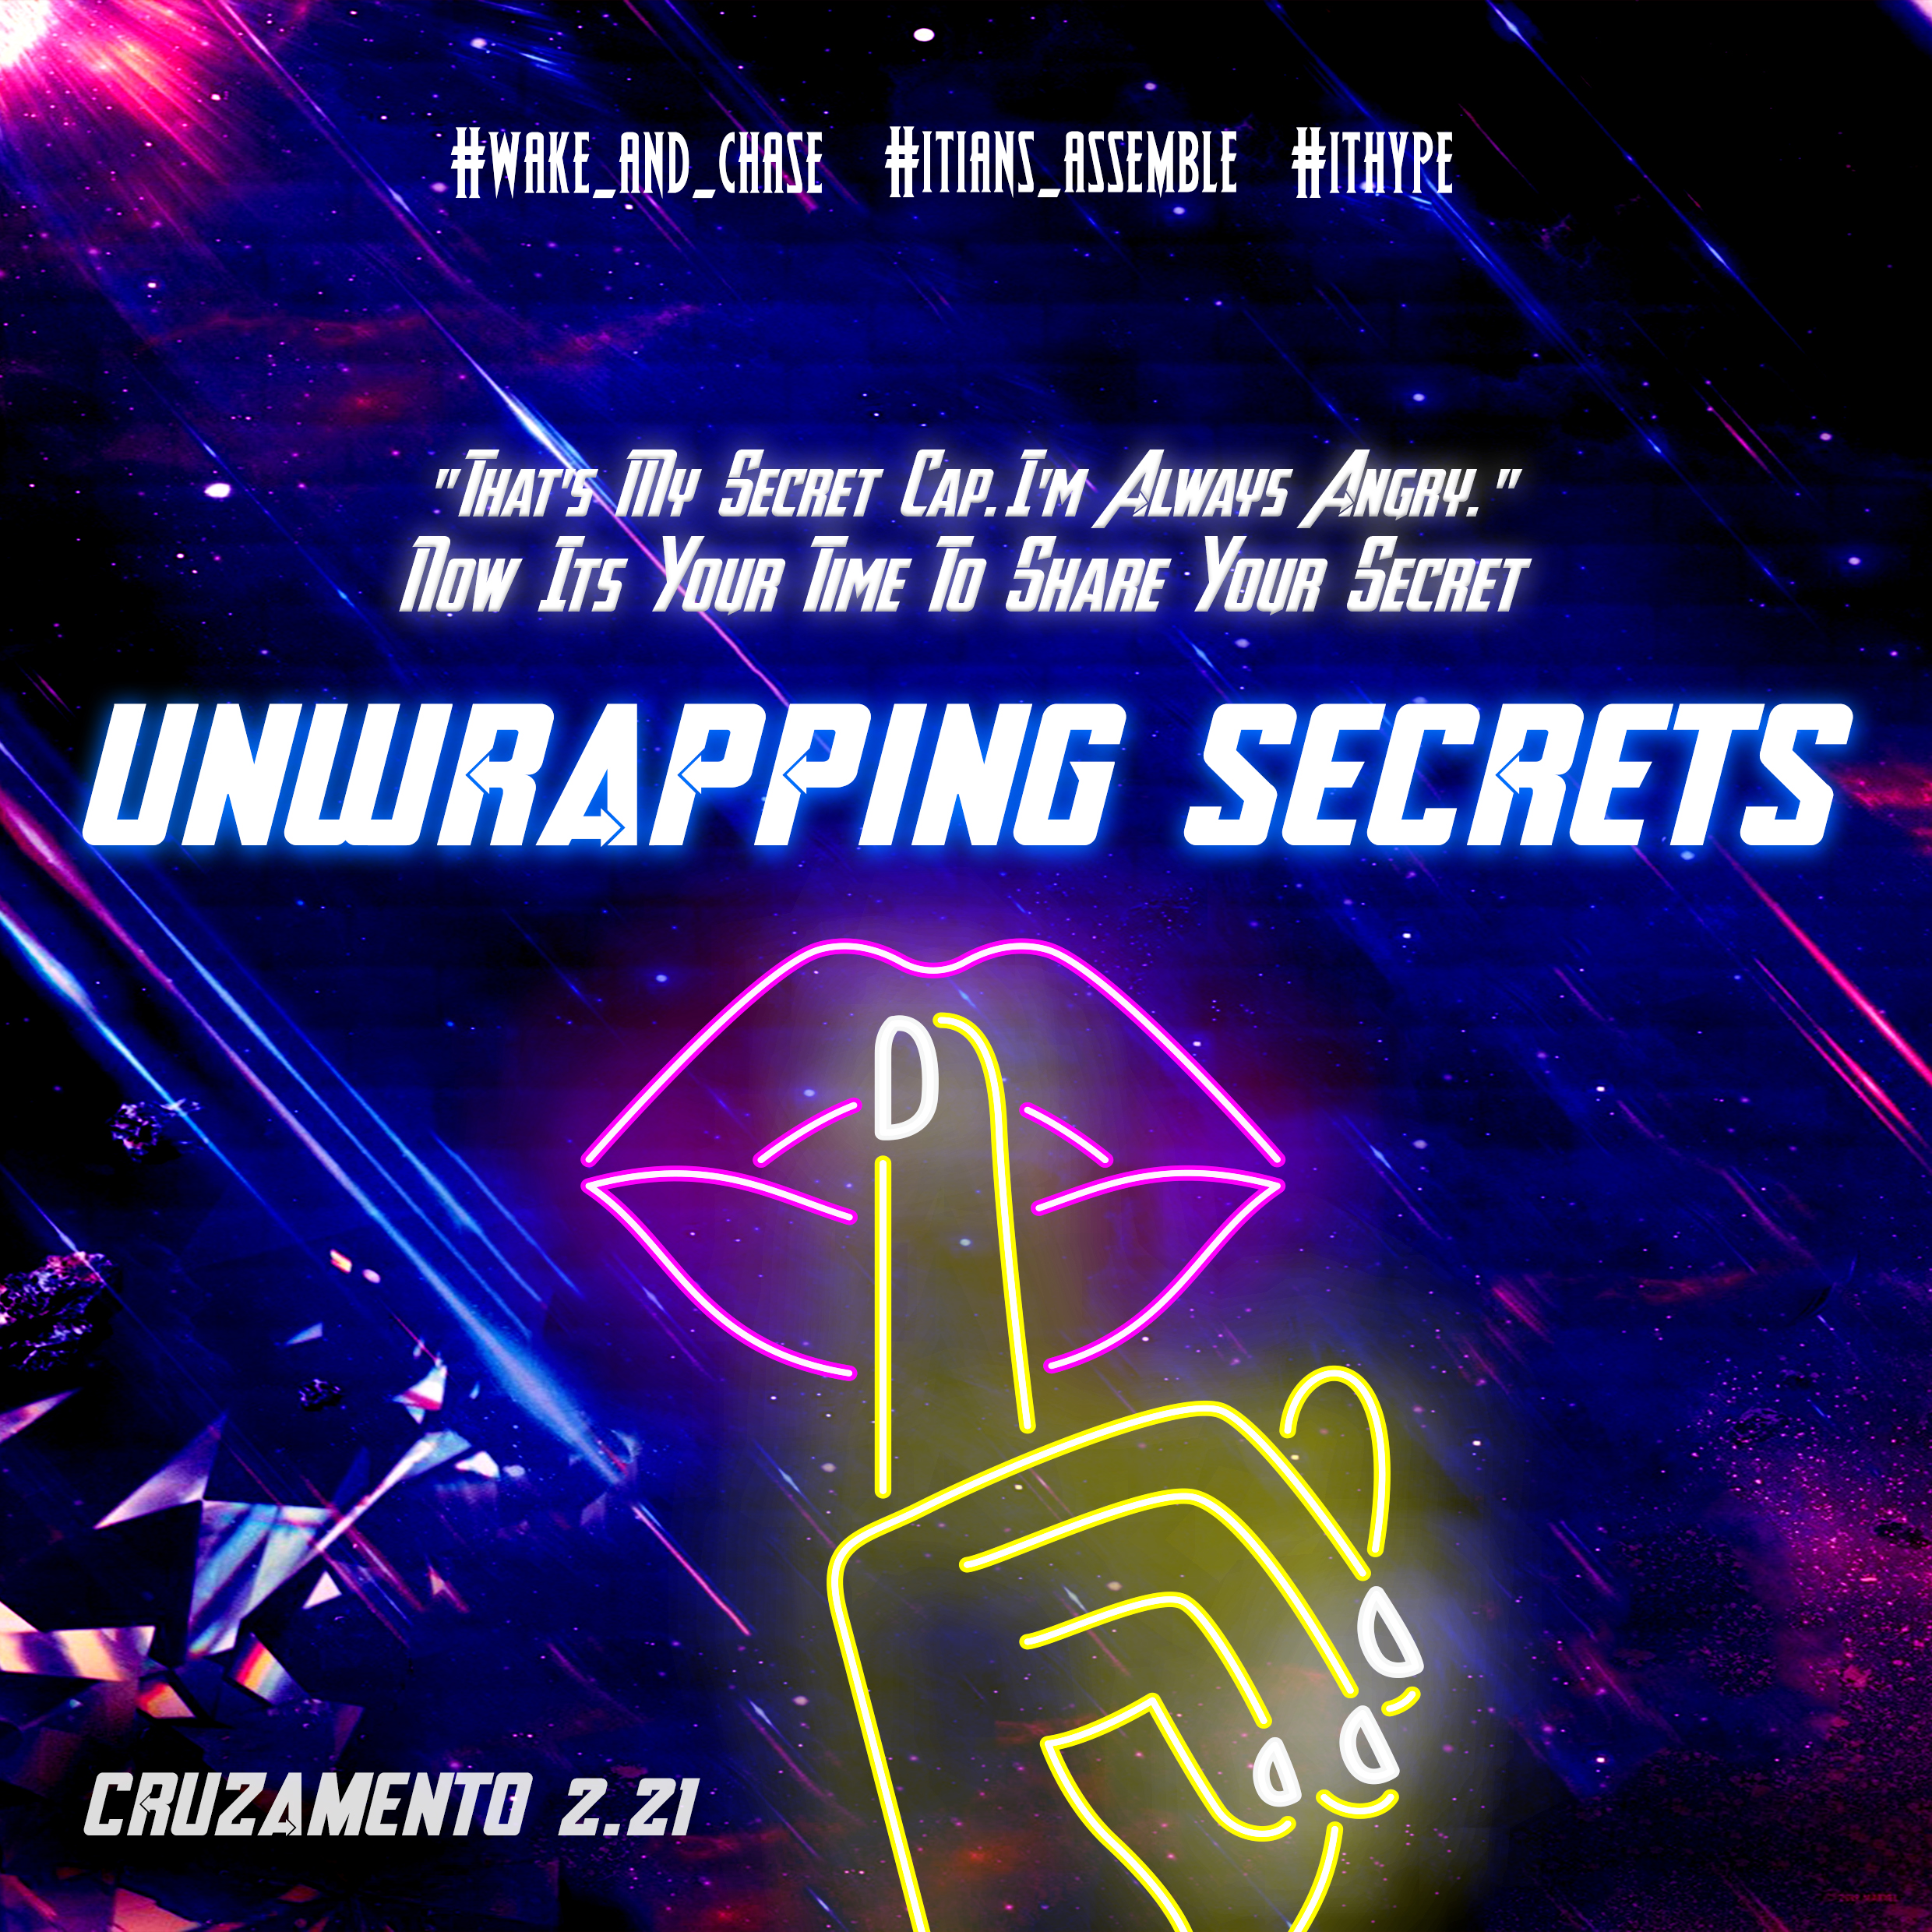 #WAKE_AND_CHASE #ITIANS_ASSEMBLE #ITHYPE
"That's My Secret Cap. I'm Always Angry."
Now Its Your Time To Share Your Secret
UNWRAPPING SECRETS
CRUZAMENTO 2.21